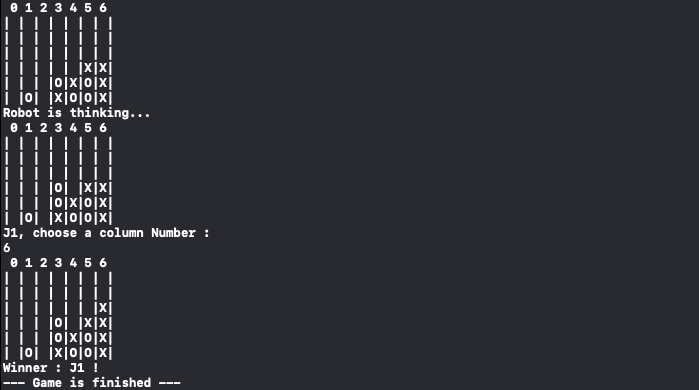 0 1 2 3 4 5 6
| | | | | | | |
| | | | | | | |
| | | | | | | |
| | | | | |X|X|
| | | |O|X|O|X|
| |O| |X|O|O|X|
Robot is thinking...
 0 1 2 3 4 5 6
| | | | | | | |
| | | | | | | |
| | | | | | | |
| | | |O| |X|X|
| | | |O|X|O|X|
| |O| |X|O|O|X|
J1, choose a column Number :
6
 0 1 2 3 4 5 6
| | | | | | | |
| | | | | | | |
| | | | | | |X|
| | | |O| |X|X|
| | | |O|X|O|X|
| |O| |X|O|O|X|
Winner : J1 !
--- Game is finished ---